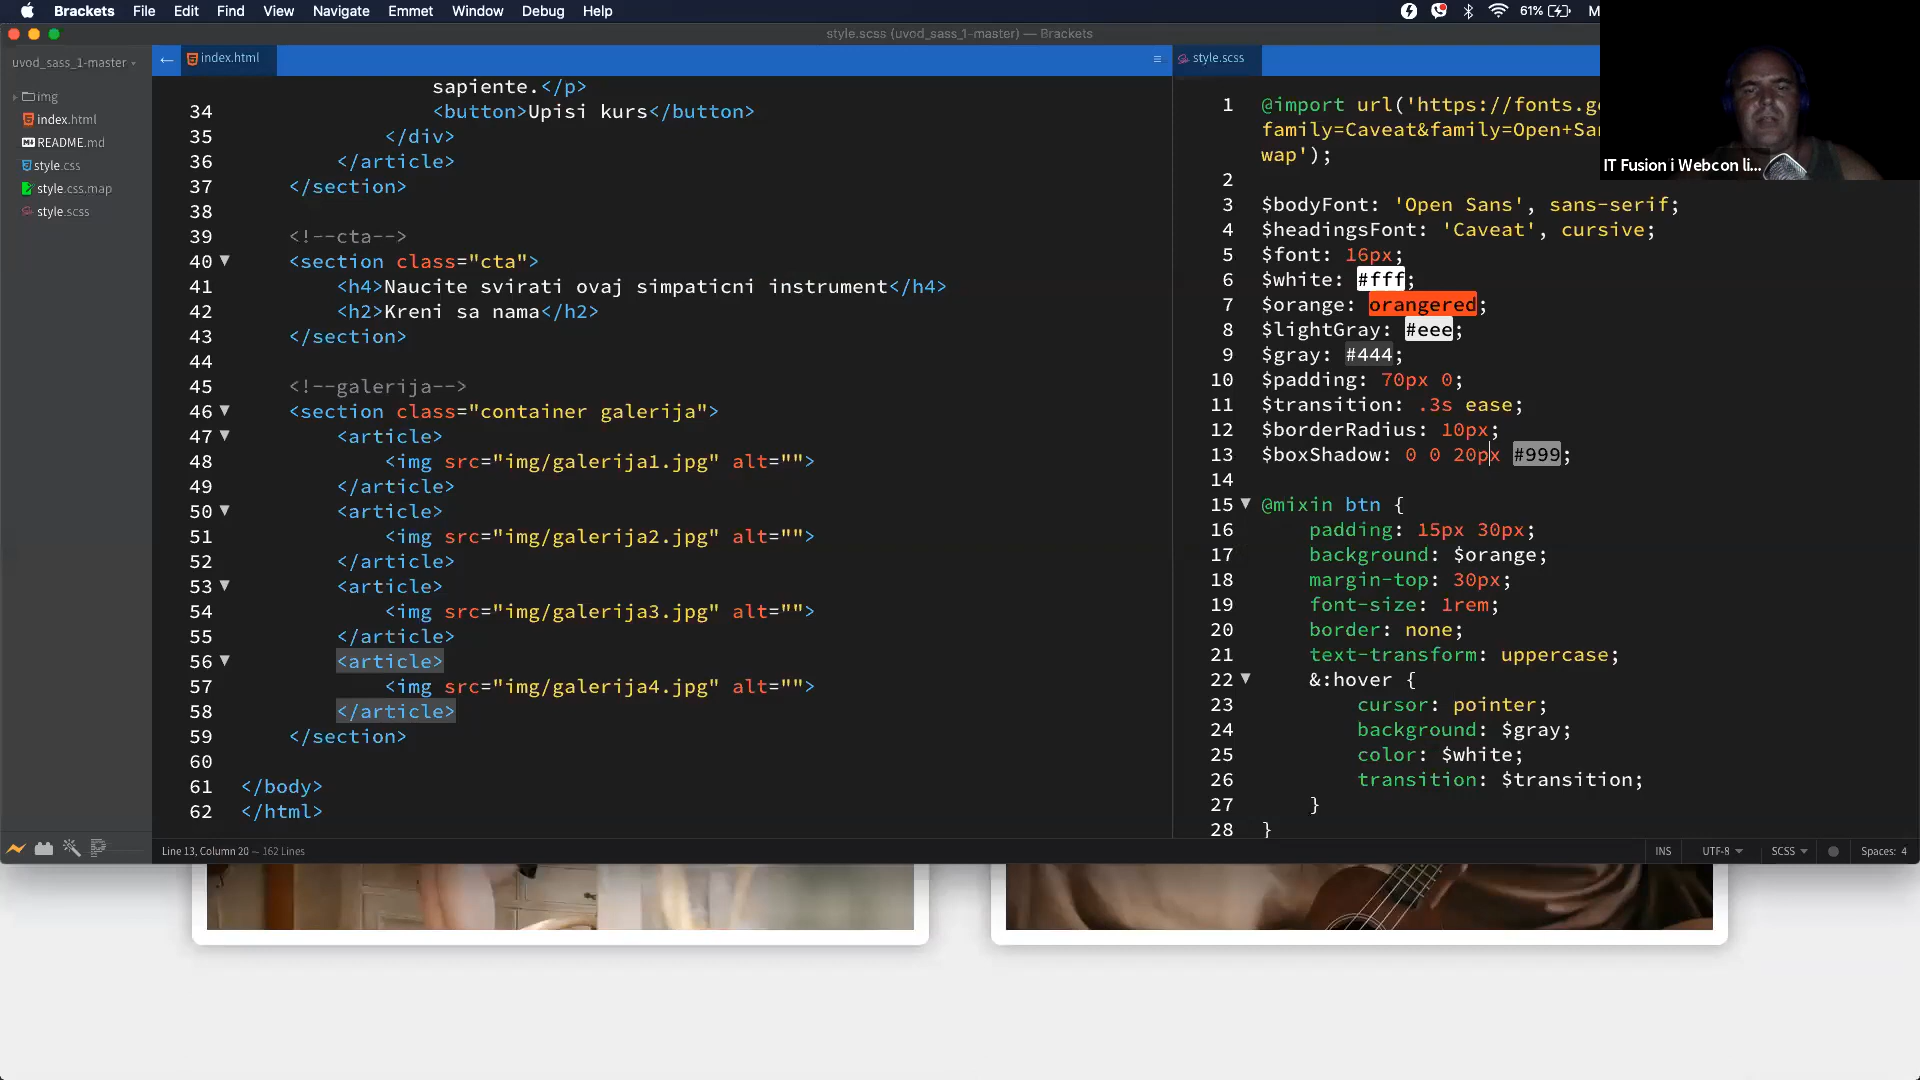 Brackets File Edit Find View Navigate Emmet Window Debug Help 61% M
style.scss (uvod_sass_1-master) — Brackets
uvod_sass_1-master
img
index.html
README.md
style.css
style.css.map
style.scss
index.html
sapiente.</p>
34 <button>Upisi kurs</button>
35 </div>
36 </article>
37 </section>
38
39 <!--cta-->
40 <section class="cta">
41 <h4>Naucite svirati ovaj simpaticni instrument</h4>
42 <h2>Kreni sa nama</h2>
43 </section>
44
45 <!--galerija-->
46 <section class="container galerija">
47 <article>
48 <img src="img/galerija1.jpg" alt="">
49 </article>
50 <article>
51 <img src="img/galerija2.jpg" alt="">
52 </article>
53 <article>
54 <img src="img/galerija3.jpg" alt="">
55 </article>
56 <article>
57 <img src="img/galerija4.jpg" alt="">
58 </article>
59 </section>
60
61 </body>
62 </html>
style.scss
1 @import url('https://fonts.go
family=Caveat&family=Open+San
wap');
2
3 $bodyFont: 'Open Sans', sans-serif;
4 $headingsFont: 'Caveat', cursive;
5 $font: 16px;
6 $white: #fff;
7 $orange: orangered;
8 $lightGray: #eee;
9 $gray: #444;
10 $padding: 70px 0;
11 $transition: .3s ease;
12 $borderRadius: 10px;
13 $boxShadow: 0 0 20px #999;
14
15 @mixin btn {
16 padding: 15px 30px;
17 background: $orange;
18 margin-top: 30px;
19 font-size: 1rem;
20 border: none;
21 text-transform: uppercase;
22 &:hover {
23 cursor: pointer;
24 background: $gray;
25 color: $white;
26 transition: $transition;
27 }
28 }
IT Fusion i Webcon li...
Line 13, Column 20 — 162 Lines
INS UTF-8 SCSS Spaces: 4